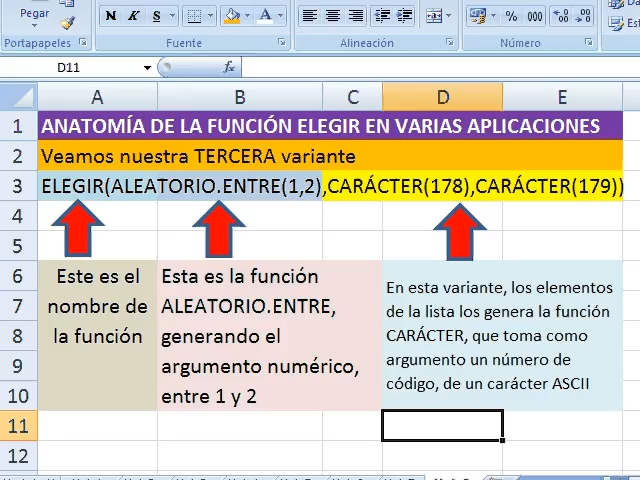 Pegar
N K S
A
% 000
Portapapeles
Fuente
Alineación
Número
D11
fx
A B C D E
1 ANATOMÍA DE LA FUNCIÓN ELEGIR EN VARIAS APLICACIONES
2 Veamos nuestra TERCERA variante
3 ELEGIR(ALEATORIO.ENTRE(1,2),CARÁCTER(178),CARÁCTER(179))
4
5
6
7
8
9
10
11
12
Este es el
nombre de
la función
Esta es la función
ALEATORIO.ENTRE,
generando el
argumento numérico,
entre 1 y 2
En esta variante, los elementos
de la lista los genera la función
CARÁCTER, que toma como
argumento un número de
código, de un carácter ASCII